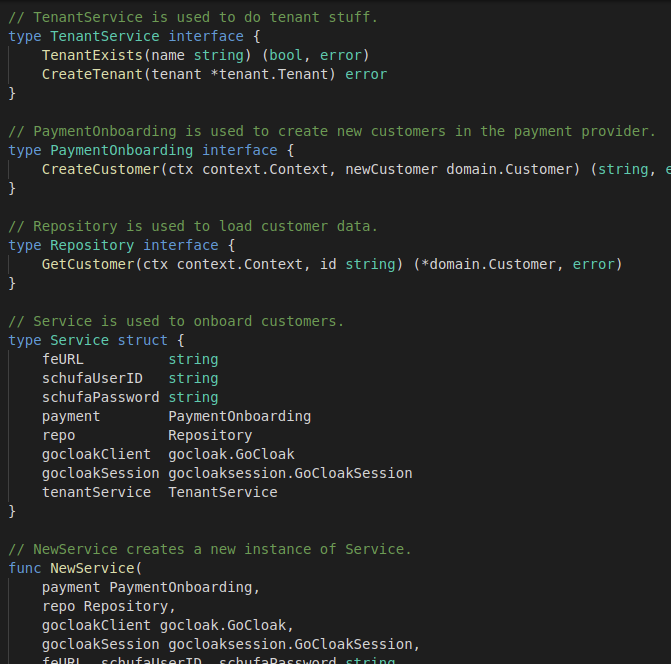 // TenantService is used to do tenant stuff.
type TenantService interface {
    TenantExists(name string) (bool, error)
    CreateTenant(tenant *tenant.Tenant) error
}

// PaymentOnboarding is used to create new customers in the payment provider.
type PaymentOnboarding interface {
    CreateCustomer(ctx context.Context, newCustomer domain.Customer) (string,
}

// Repository is used to load customer data.
type Repository interface {
    GetCustomer(ctx context.Context, id string) (*domain.Customer, error)
}

// Service is used to onboard customers.
type Service struct {
    feURL          string
    schufaUserID   string
    schufaPassword string
    payment        PaymentOnboarding
    repo           Repository
    gocloakClient  gocloak.GoCloak
    gocloakSession gocloaksession.GoCloakSession
    tenantService  TenantService
}

// NewService creates a new instance of Service.
func NewService(
    payment PaymentOnboarding,
    repo Repository,
    gocloakClient gocloak.GoCloak,
    gocloakSession gocloaksession.GoCloakSession,
    feURL, schufaUserID, schufaPassword string